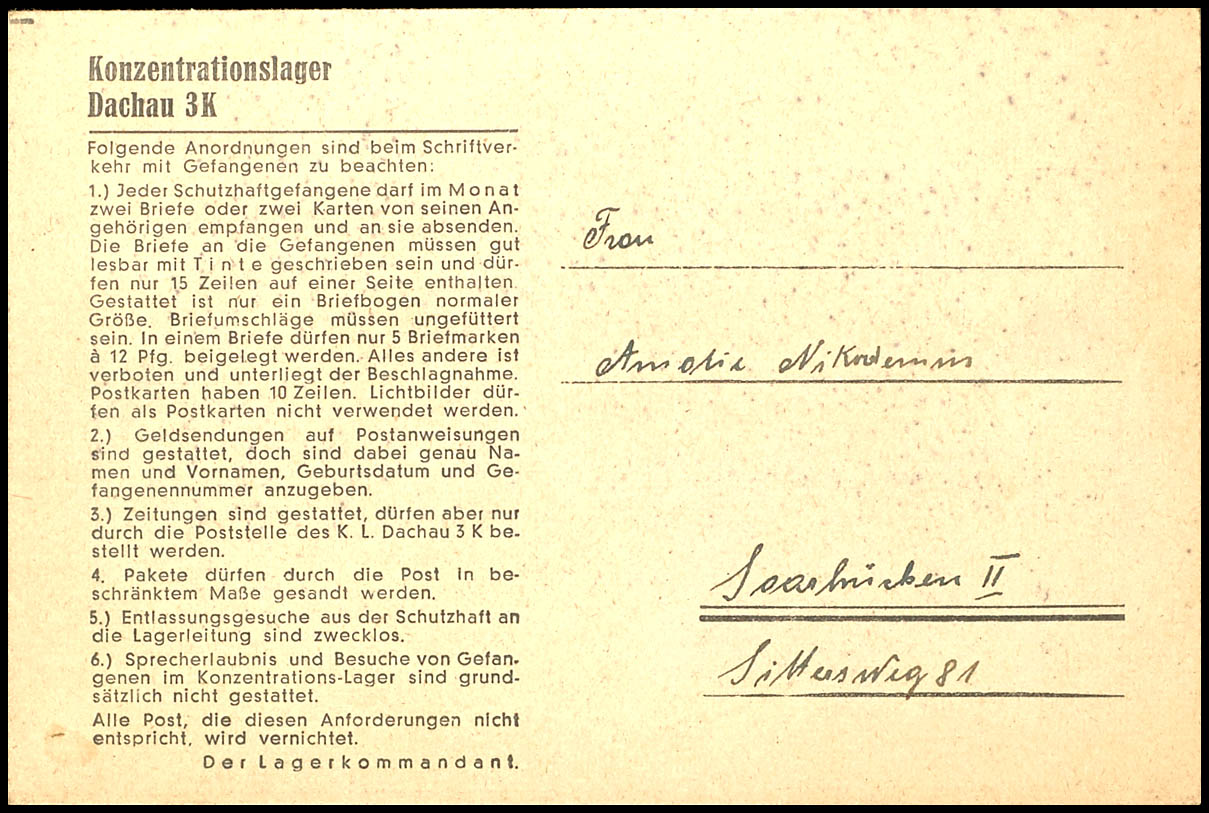 Konzentrationslager
Dachau 3K
Folgende Anordnungen sind beim Schriftver-
kehr mit Gefangenen zu beachten:
1.) Jeder Schutzhaftgefangene darf im Monat
zwei Briefe oder zwei Karten von seinen An-
gehörigen empfangen und an sie absenden.
Die Briefe an die Gefangenen müssen gut
lesbar mit Tinte geschrieben sein und dür-
fen nur 15 Zeilen auf einer Seite enthalten.
Gestattet ist nur ein Briefbogen normaler
Größe. Briefumschläge müssen ungefüttert
sein. In einem Briefe dürfen nur 5 Briefmarken
à 12 Pfg. beigelegt werden. Alles andere ist
verboten und unterliegt der Beschlagnahme.
Postkarten haben 10 Zeilen. Lichtbilder dür-
fen als Postkarten nicht verwendet werden.
2.) Geldsendungen auf Postanweisungen
sind gestattet, doch sind dabei genau Na-
men und Vornamen, Geburtsdatum und Ge-
fangenennummer anzugeben.
3.) Zeitungen sind gestattet, dürfen aber nur
durch die Poststelle des K. L. Dachau 3 K be-
stellt werden.
4. Pakete dürfen durch die Post in be-
schränktem Maße gesandt werden.
5.) Entlassungsgesuche aus der Schutzhaft an
die Lagerleitung sind zwecklos.
6.) Sprecherlaubnis und Besuche von Gefan-
genen im Konzentrations-Lager sind grund-
sätzlich nicht gestattet.
Alle Post, die diesen Anforderungen nicht
entspricht, wird vernichtet.
Der Lagerkommandant.
Frau
Amalie Nikodemus
Saarbrücken II
Sittersweg 81